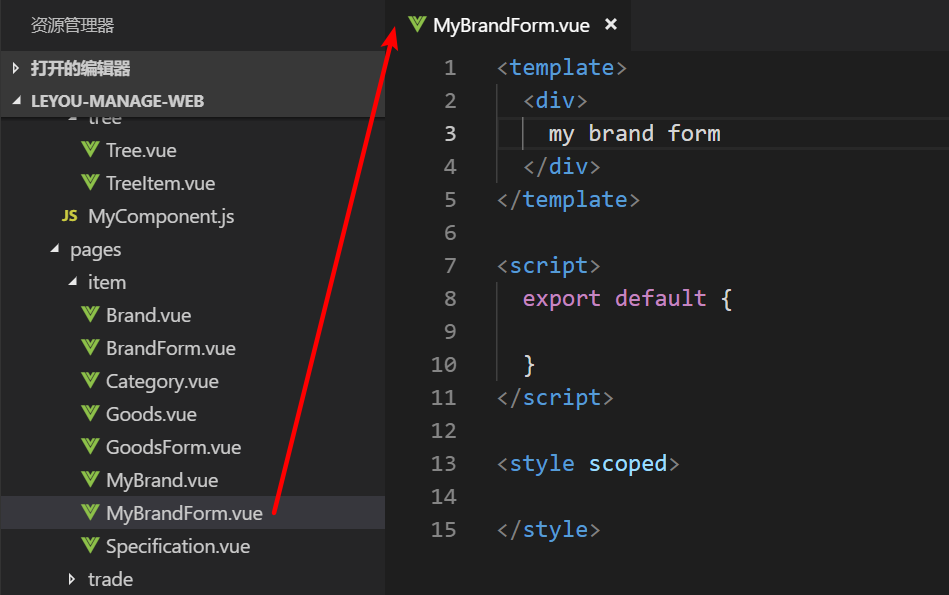 资源管理器
打开的编辑器
LEYOU-MANAGE-WEB
tree
Tree.vue
TreeItem.vue
JS MyComponent.js
pages
item
Brand.vue
BrandForm.vue
Category.vue
Goods.vue
GoodsForm.vue
MyBrand.vue
MyBrandForm.vue
Specification.vue
trade
MyBrandForm.vue ×
1 <template>
2 <div>
3 my brand form
4 </div>
5 </template>
6
7 <script>
8 export default {
9
10 }
11 </script>
12
13 <style scoped>
14
15 </style>